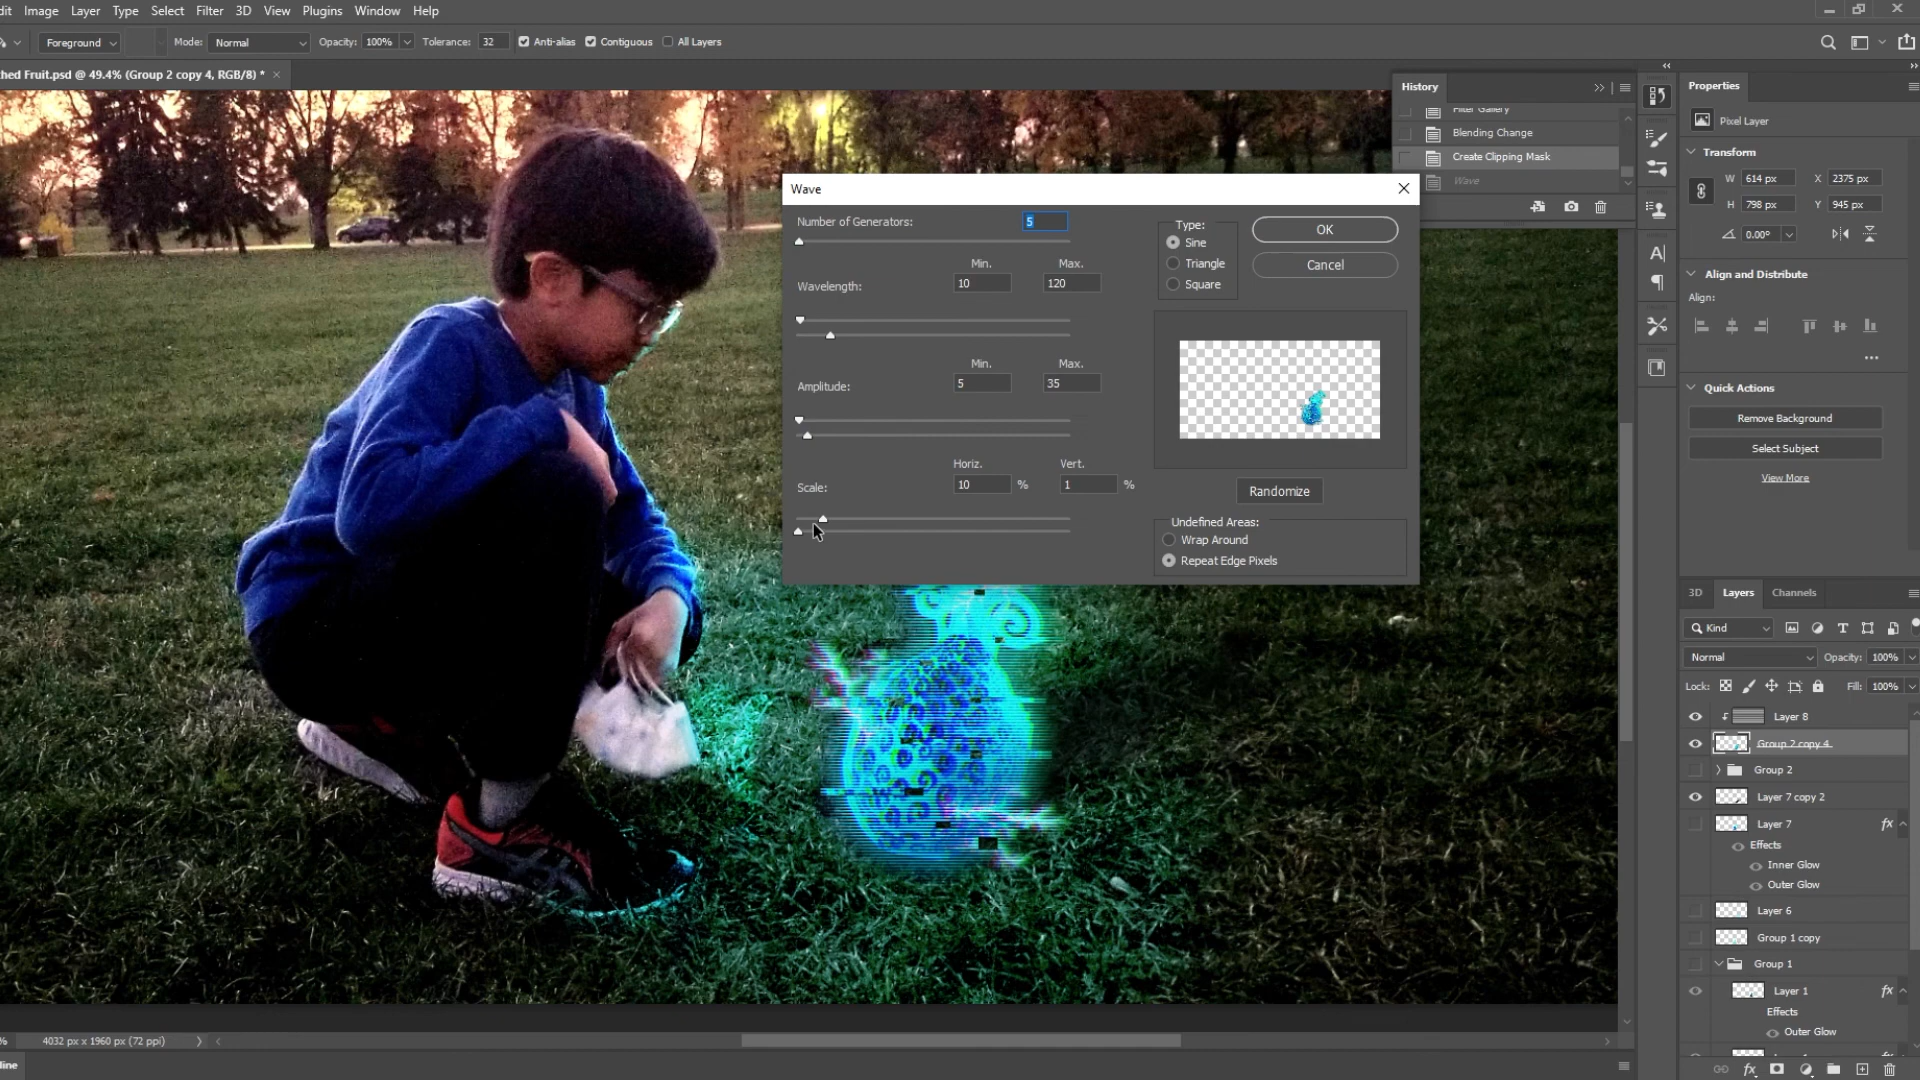 dit Image Layer Type Select Filter 3D View Plugins Window Help
Foreground Mode: Normal Opacity: 100% Tolerance: 32 Anti-alias Contiguous All Layers
hed Fruit.psd @ 49.4% (Group 2 copy 4, RGB/8) *
History
Filter Gallery
Blending Change
Create Clipping Mask
Wave
Properties
Pixel Layer
Transform
W 614 px X 2375 px
H 798 px Y 945 px
0.00°
Align and Distribute
Align:
Quick Actions
Remove Background
Select Subject
View More
Wave
Number of Generators: 5
Min. Max.
Wavelength: 10 120
Min. Max.
Amplitude: 5 35
Horiz. Vert.
Scale: 10 % 1 %
Type:
Sine
Triangle
Square
OK
Cancel
Randomize
Undefined Areas:
Wrap Around
Repeat Edge Pixels
3D Layers Channels
Kind
Normal Opacity: 100%
Lock: Fill: 100%
Layer 8
Group 2 copy 4
Group 2
Layer 7 copy 2
Layer 7 fx
Effects
Inner Glow
Outer Glow
Layer 6
Group 1 copy
Group 1
Layer 1 fx
Effects
Outer Glow
fx
% 4032 px x 1960 px (72 ppi)
line